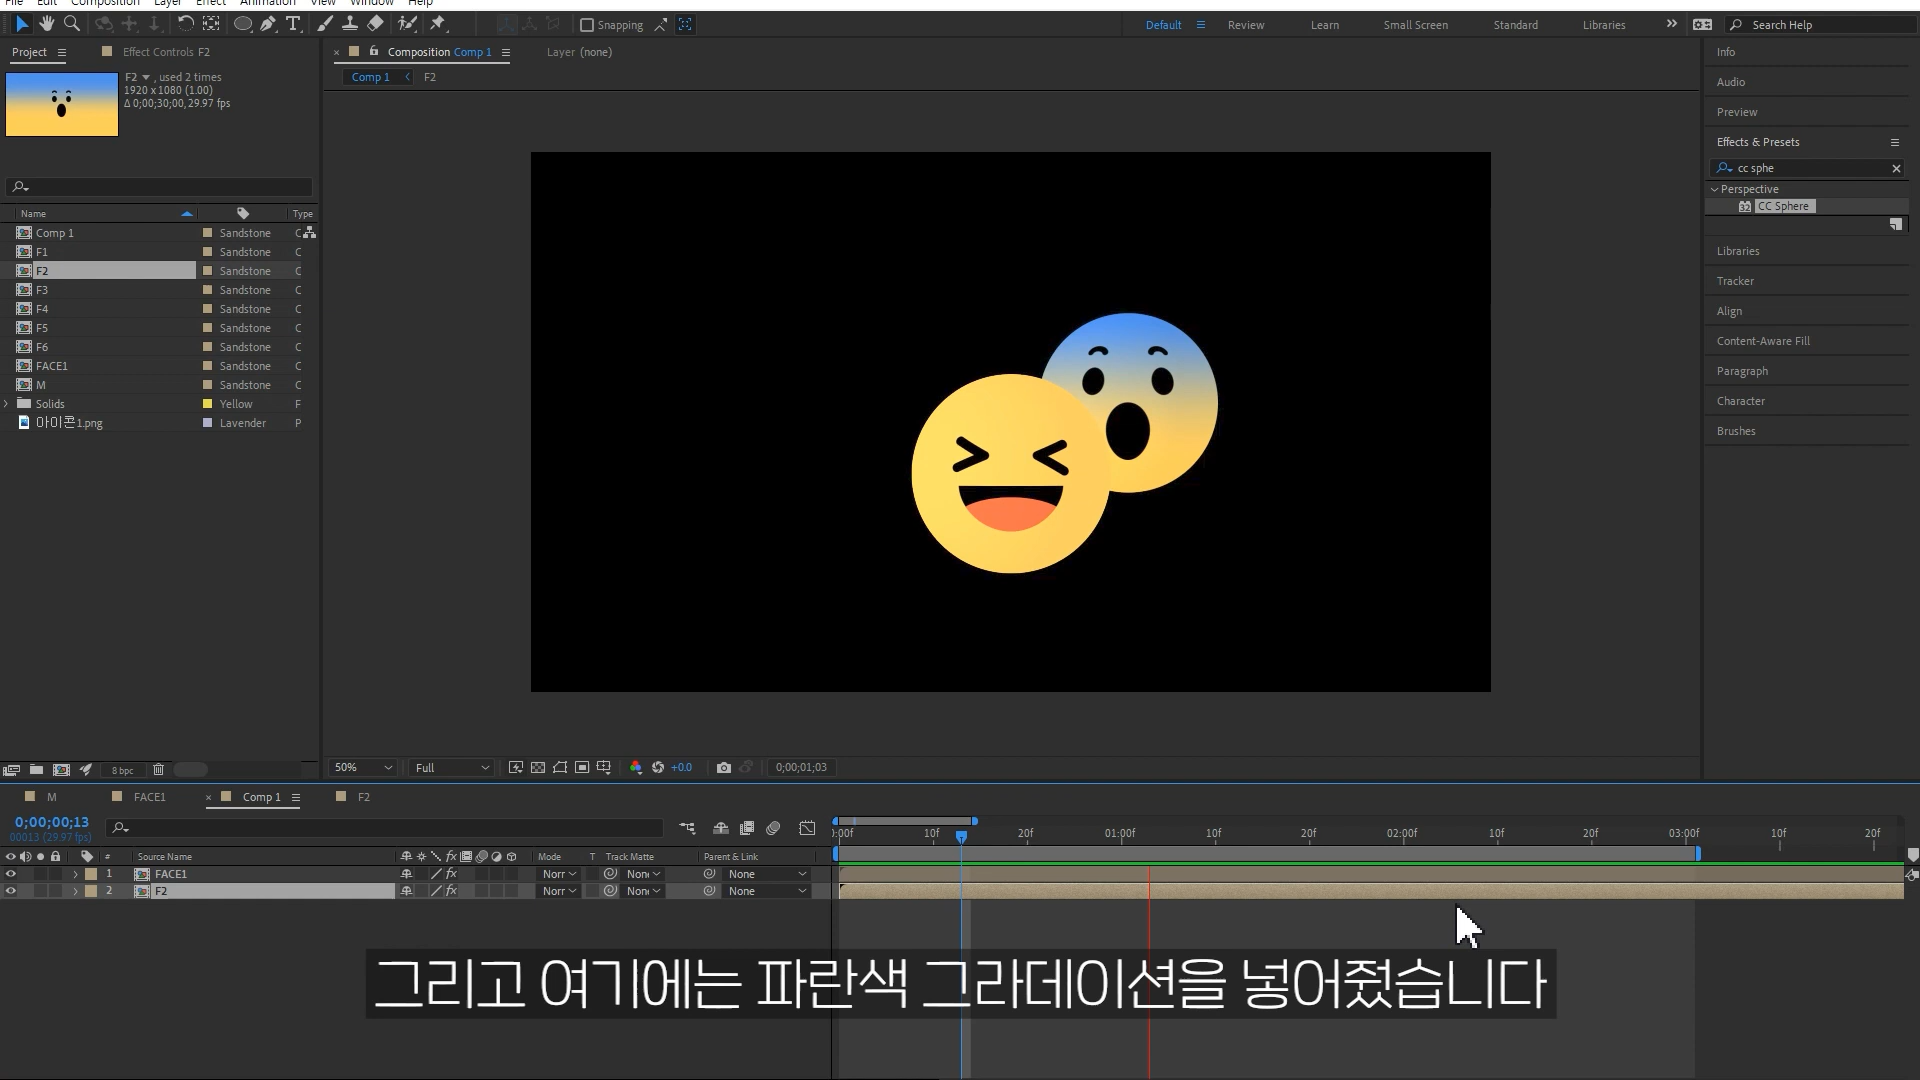 File Edit Composition Layer Effect Animation View Window Help
Snapping
Default Review Learn Small Screen Standard Libraries Search Help
Project Effect Controls F2
F2 , used 2 times
1920 x 1080 (1.00)
Δ 0;00;30;00, 29.97 fps
Name Type
Comp 1 Sandstone C
F1 Sandstone C
F2 Sandstone C
F3 Sandstone C
F4 Sandstone C
F5 Sandstone C
F6 Sandstone C
FACE1 Sandstone C
M Sandstone C
Solids Yellow F
아이콘1.png Lavender P
8 bpc
Composition Comp 1 Layer (none)
Comp 1 F2
50% Full +0.0 0;00;01;03
Info
Audio
Preview
Effects & Presets
cc sphe
Perspective
32 CC Sphere
Libraries
Tracker
Align
Content-Aware Fill
Paragraph
Character
Brushes
M FACE1 Comp 1 F2
0;00;00;13
00013 (29.97 fps)
# Source Name fx Mode T Track Matte Parent & Link
1 FACE1 fx Norr None None
2 F2 fx Norr None None
):00f 10f 20f 01:00f 10f 20f 02:00f 10f 20f 03:00f 10f 20f
그리고 여기에는 파란색 그라데이션을 넣어줬습니다